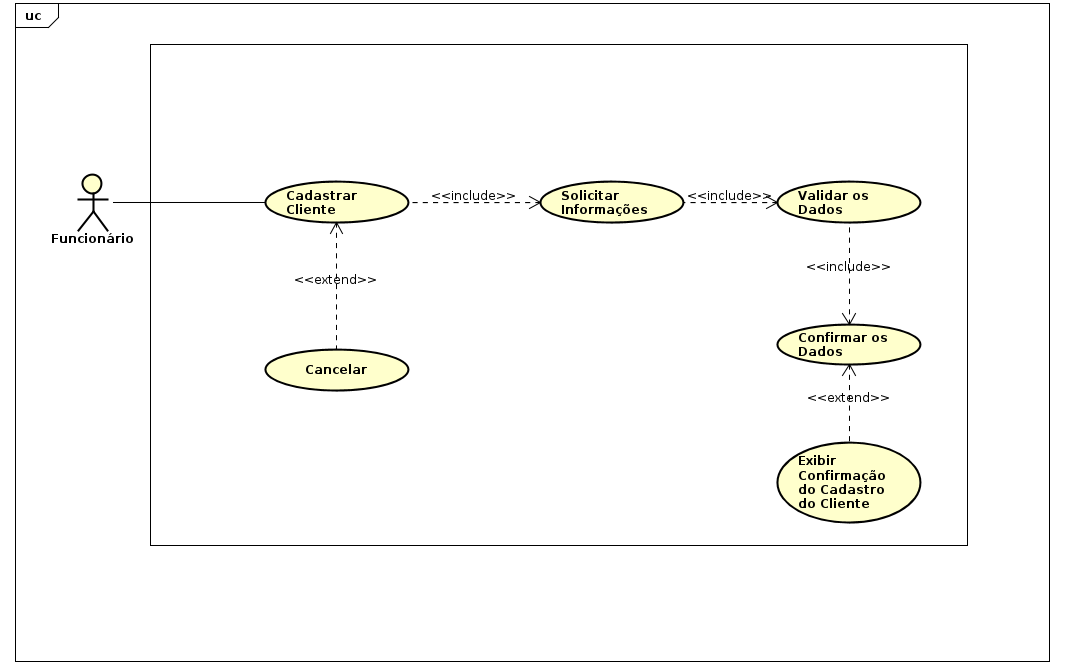 uc
Cadastrar
Cliente
<<include>>
Solicitar
Informações
<<include>>
Validar os
Dados
Funcionário
<<include>>
<<extend>>
Confirmar os
Dados
Cancelar
<<extend>>
Exibir
Confirmação
do Cadastro
do Cliente